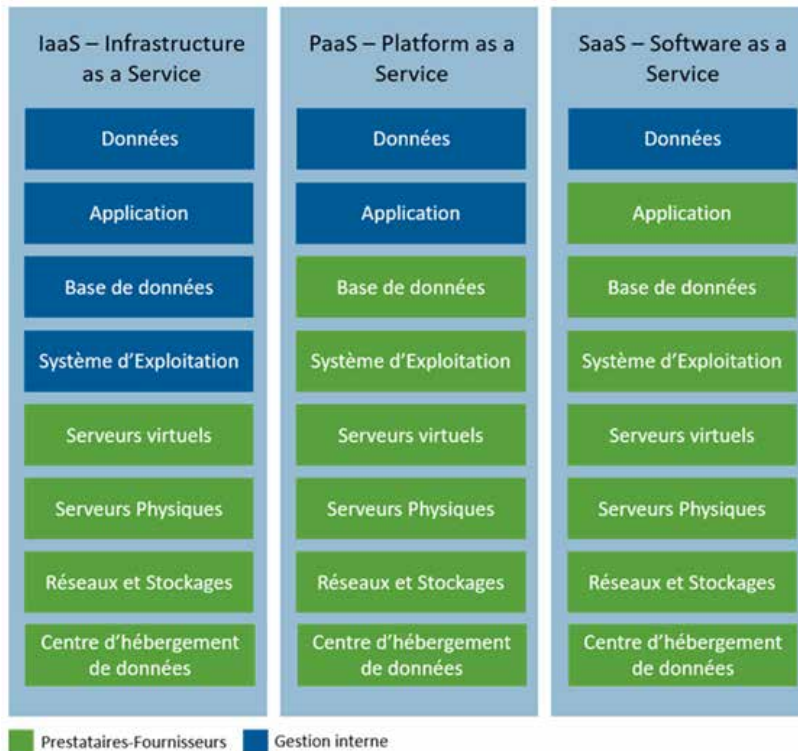 IaaS – Infrastructure
as a Service
Données
Application
Base de données
Système d'Exploitation
Serveurs virtuels
Serveurs Physiques
Réseaux et Stockages
Centre d'hébergement
de données
PaaS – Platform as a
Service
Données
Application
Base de données
Système d'Exploitation
Serveurs virtuels
Serveurs Physiques
Réseaux et Stockages
Centre d'hébergement
de données
SaaS – Software as a
Service
Données
Application
Base de données
Système d'Exploitation
Serveurs virtuels
Serveurs Physiques
Réseaux et Stockages
Centre d'hébergement
de données
Prestataires-Fournisseurs
Gestion interne